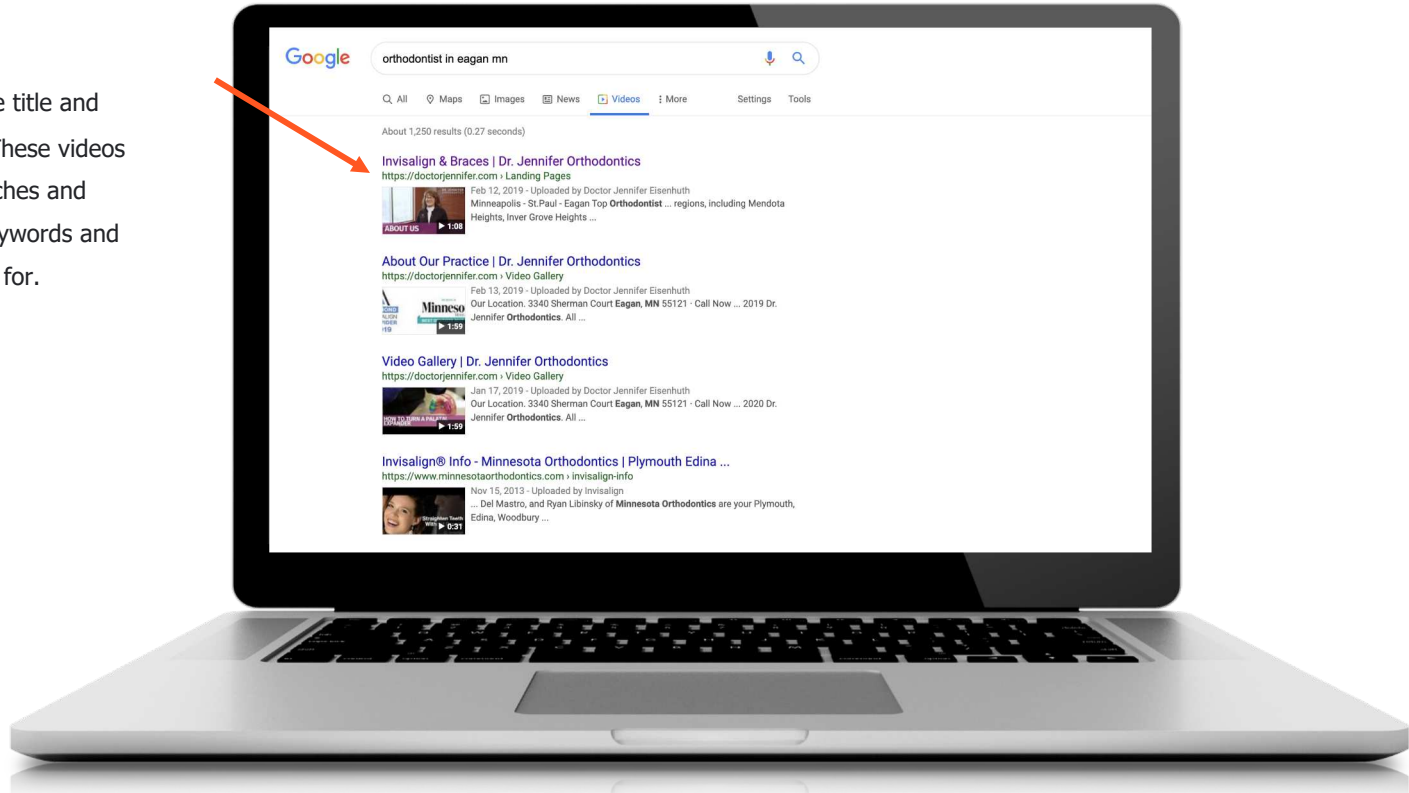 e title and
These videos
ches and
ywords and
for.
Google
orthodontist in eagan mn
All Maps Images News Videos More Settings Tools
About 1,250 results (0.27 seconds)
Invisalign & Braces | Dr. Jennifer Orthodontics
https://doctorjennifer.com › Landing Pages
Feb 12, 2019 - Uploaded by Doctor Jennifer Eisenhuth
Minneapolis - St.Paul - Eagan Top Orthodontist ... regions, including Mendota
Heights, Inver Grove Heights ...
ABOUT US 1:08
About Our Practice | Dr. Jennifer Orthodontics
https://doctorjennifer.com › Video Gallery
Feb 13, 2019 - Uploaded by Doctor Jennifer Eisenhuth
Our Location. 3340 Sherman Court Eagan, MN 55121 · Call Now ... 2019 Dr.
Jennifer Orthodontics. All ...
Minneso
1:59
Video Gallery | Dr. Jennifer Orthodontics
https://doctorjennifer.com › Video Gallery
Jan 17, 2019 - Uploaded by Doctor Jennifer Eisenhuth
Our Location. 3340 Sherman Court Eagan, MN 55121 · Call Now ... 2020 Dr.
Jennifer Orthodontics. All ...
HOW TO TURN A PALATAL
EXPANDER 1:59
Invisalign® Info - Minnesota Orthodontics | Plymouth Edina ...
https://www.minnesotaorthodontics.com › invisalign-info
Nov 15, 2013 - Uploaded by Invisalign
... Del Mastro, and Ryan Libinsky of Minnesota Orthodontics are your Plymouth,
Edina, Woodbury ...
Straighten Teeth
With 0:31